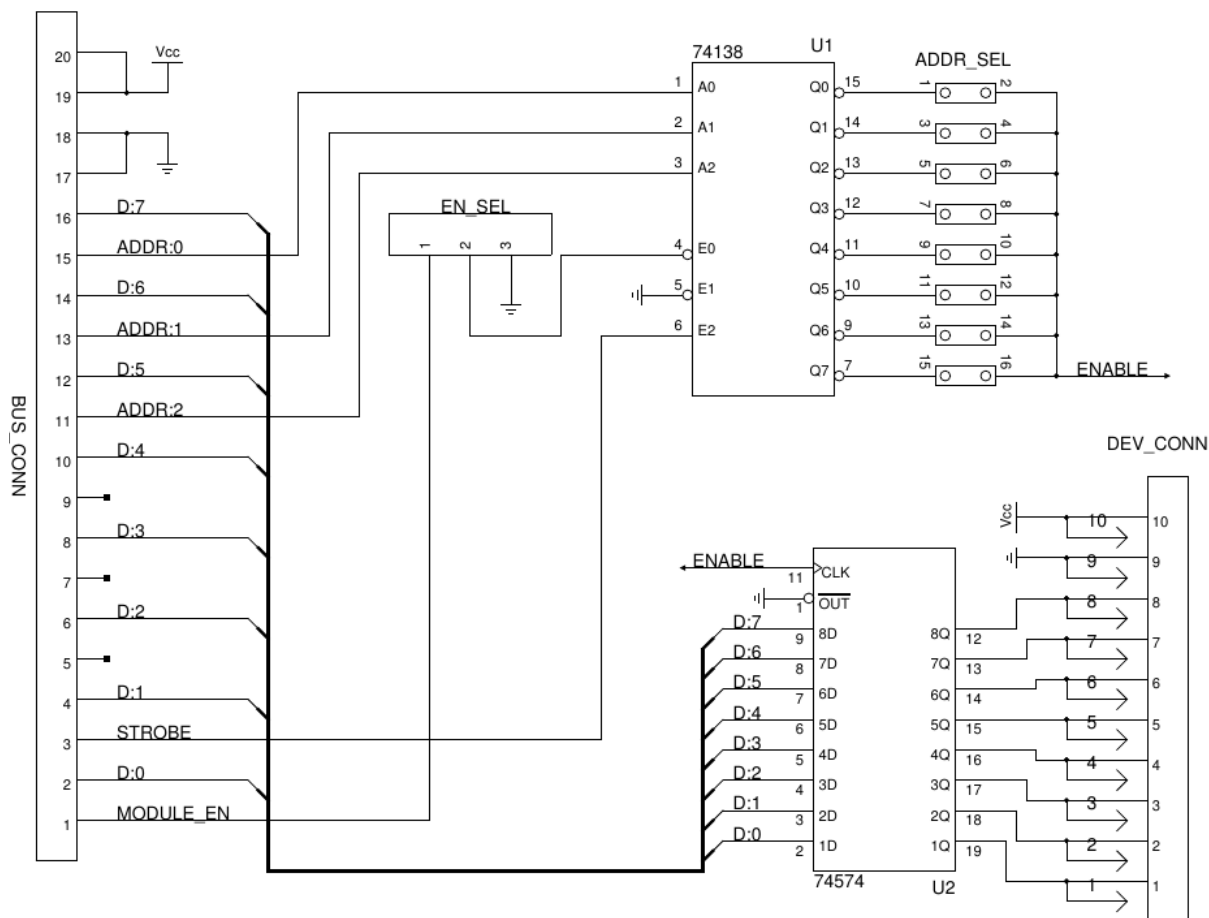 BUS_CONN
20
19
18
17
16
15
14
13
12
11
10
9
8
7
6
5
4
3
2
1
Vcc
D:7
ADDR:0
D:6
ADDR:1
D:5
ADDR:2
D:4
D:3
D:2
D:1
STROBE
D:0
MODULE_EN
EN_SEL
1 2 3
74138
U1
1 A0
2 A1
3 A2
4 E0
5 E1
6 E2
Q0 15
Q1 14
Q2 13
Q3 12
Q4 11
Q5 10
Q6 9
Q7 7
ADDR_SEL
1 2
3 4
5 6
7 8
9 10
11 12
13 14
15 16
ENABLE
ENABLE
11 CLK
1 OUT
D:7 9 8D
D:6 8 7D
D:5 7 6D
D:4 6 5D
D:3 5 4D
D:2 4 3D
D:1 3 2D
D:0 2 1D
8Q 12
7Q 13
6Q 14
5Q 15
4Q 16
3Q 17
2Q 18
1Q 19
74574
U2
DEV_CONN
Vcc
10 10
9 9
8 8
7 7
6 6
5 5
4 4
3 3
2 2
1 1